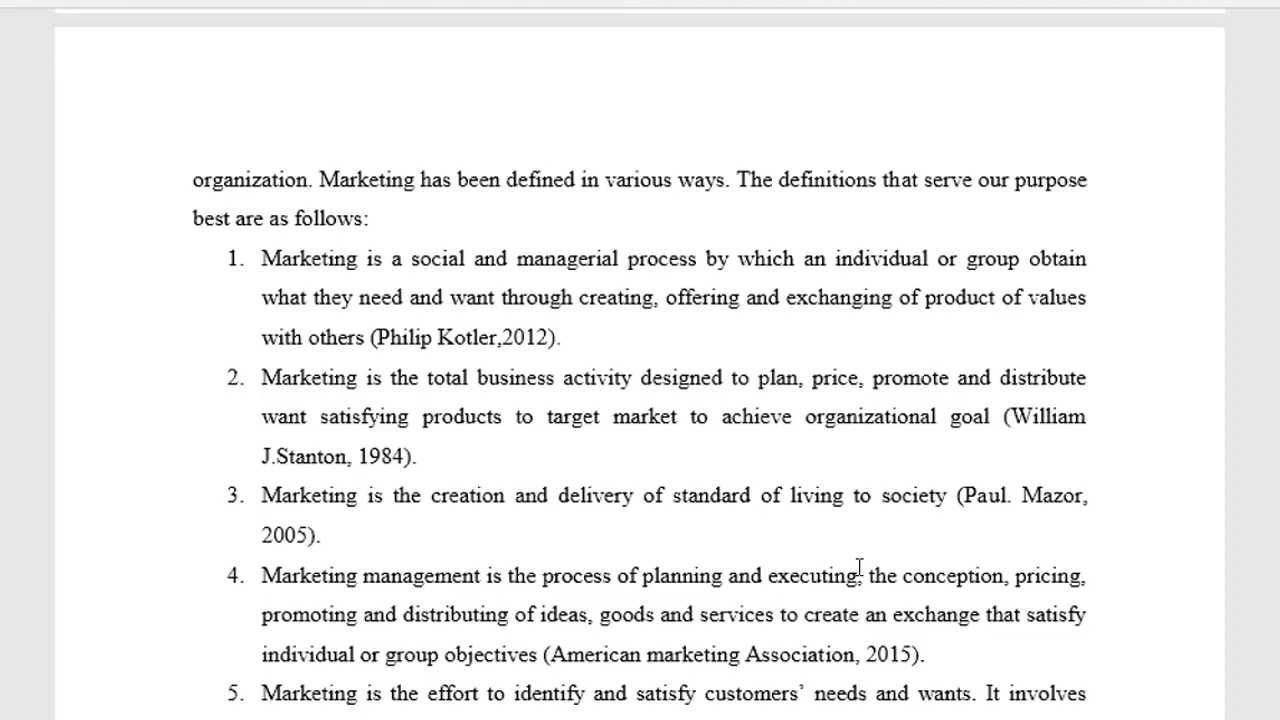 organization. Marketing has been defined in various ways. The definitions that serve our purpose
best are as follows:
1. Marketing is a social and managerial process by which an individual or group obtain
what they need and want through creating, offering and exchanging of product of values
with others (Philip Kotler,2012).
2. Marketing is the total business activity designed to plan, price, promote and distribute
want satisfying products to target market to achieve organizational goal (William
J.Stanton, 1984).
3. Marketing is the creation and delivery of standard of living to society (Paul. Mazor,
2005).
4. Marketing management is the process of planning and executing, the conception, pricing,
promoting and distributing of ideas, goods and services to create an exchange that satisfy
individual or group objectives (American marketing Association, 2015).
5. Marketing is the effort to identify and satisfy customers’ needs and wants. It involves